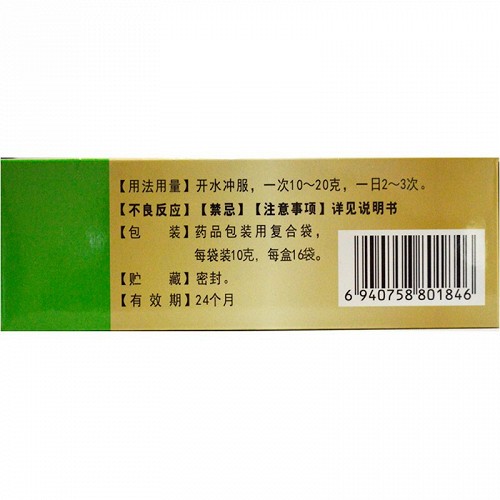 【用法用量】开水冲服，一次10～20克，一日2～3次。
【不良反应】【禁忌】【注意事项】详见说明书
【包　　装】药品包装用复合袋，
每袋装10克，每盒16袋。
【贮　　藏】密封。
【有 效 期】24个月
6 940758 801846